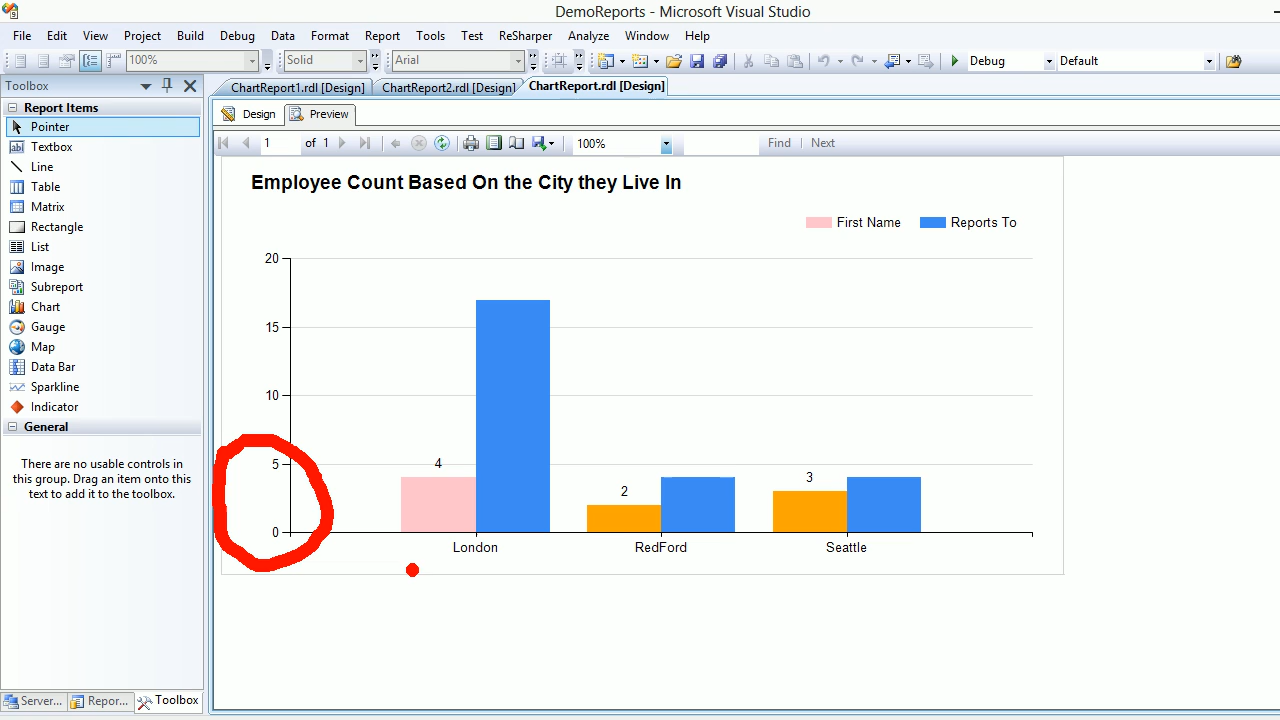 DemoReports - Microsoft Visual Studio
File Edit View Project Build Debug Data Format Report Tools Test ReSharper Analyze Window Help
100% Solid Arial Debug Default
Toolbox
ChartReport1.rdl [Design] ChartReport2.rdl [Design] ChartReport.rdl [Design]
Report Items
Design Preview
Pointer
1 of 1 100% Find Next
Textbox
Line
Table
Matrix
Rectangle
List
Image
Subreport
Chart
Gauge
Map
Data Bar
Sparkline
Indicator
General
There are no usable controls in
this group. Drag an item onto this
text to add it to the toolbox.
Employee Count Based On the City they Live In
First Name Reports To
20
15
10
5
0
4
2
3
London RedFord Seattle
Server... Repor... Toolbox